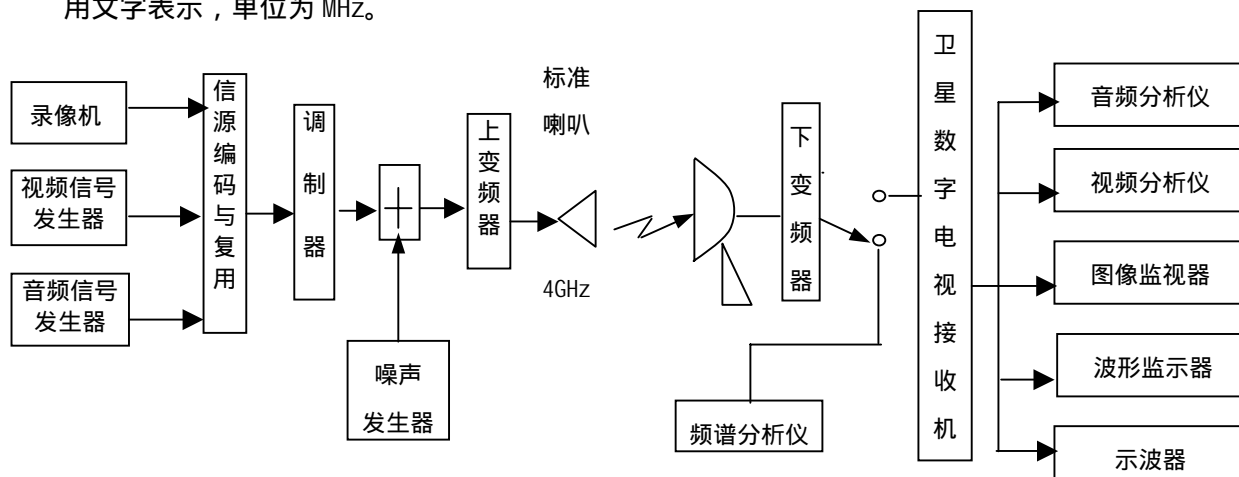 用文字表示，单位为 MHz。
录像机
视频信号
发生器
音频信号
发生器
信源编码与复用
调制器
噪声
发生器
上变频器
标准
喇叭
4GHz
下变频器
频谱分析仪
卫星数字电视接收机
音频分析仪
视频分析仪
图像监视器
波形监示器
示波器